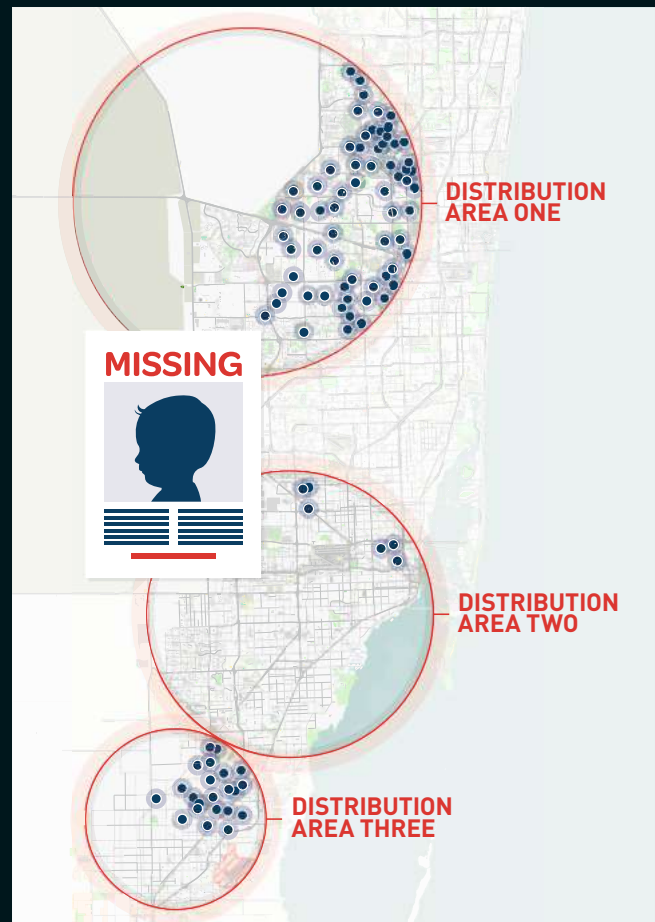 DISTRIBUTION
AREA ONE
MISSING
DISTRIBUTION
AREA TWO
DISTRIBUTION
AREA THREE